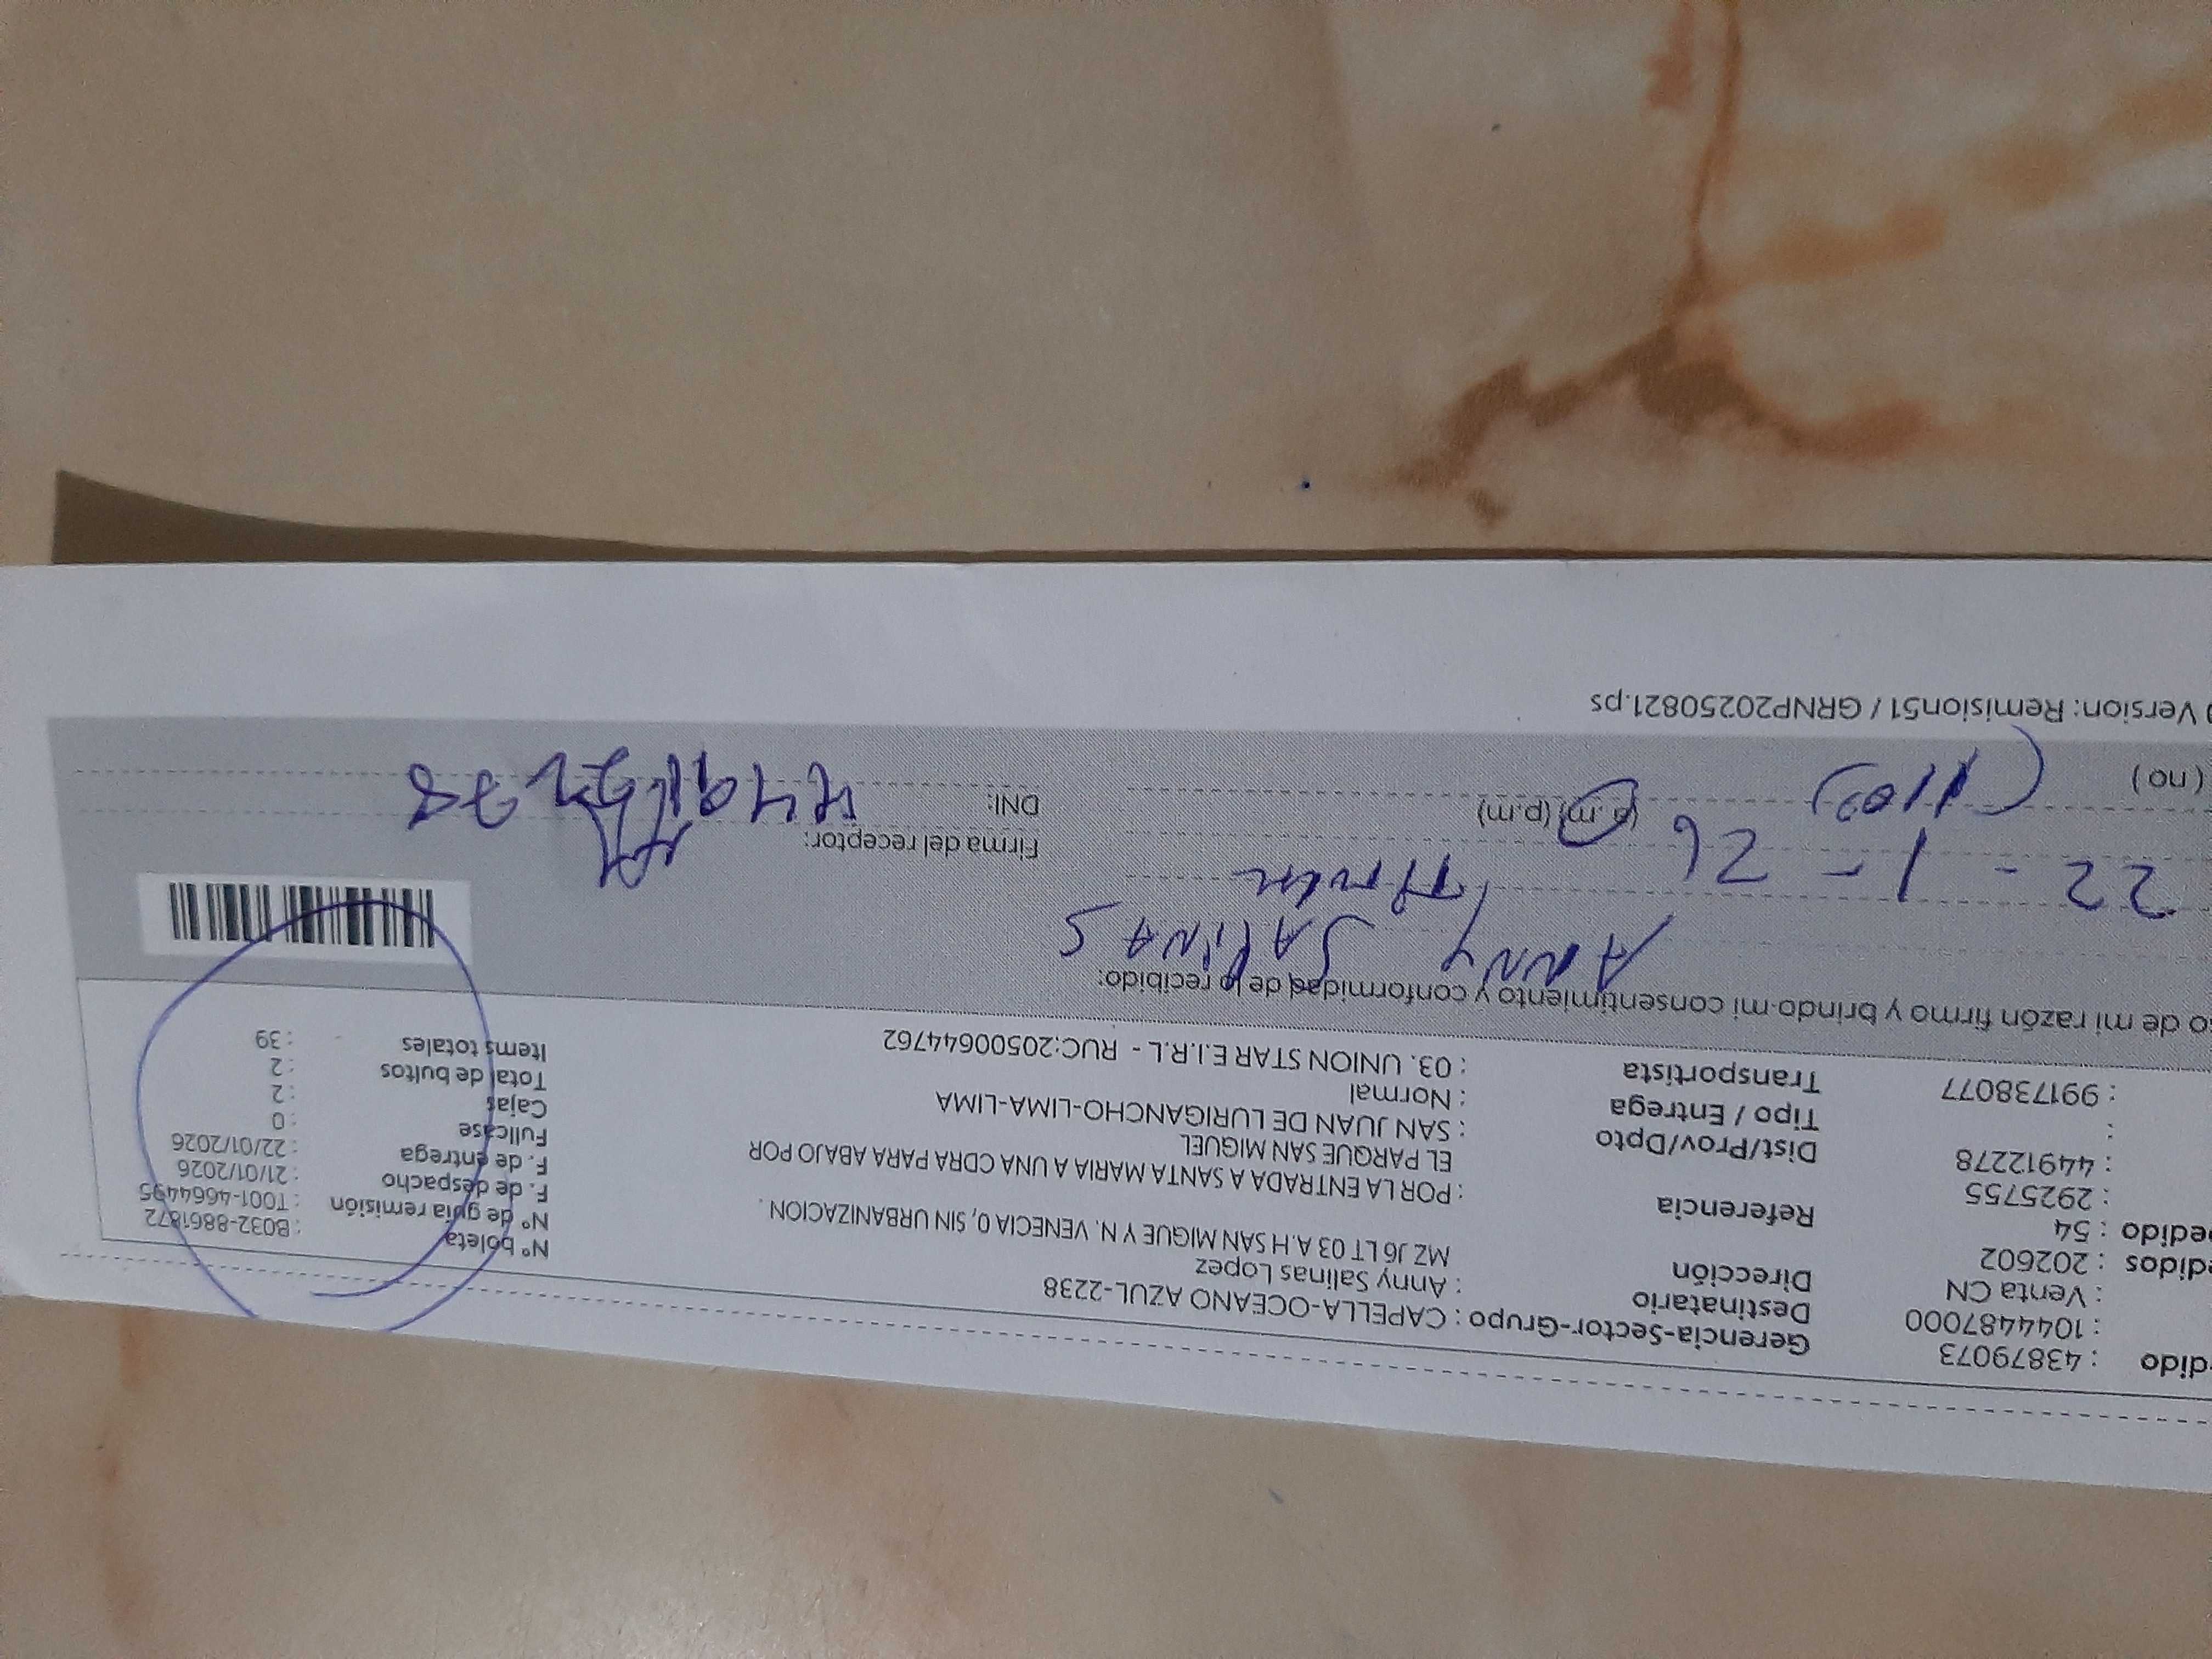 dido : 43879073
: 1044487000
: Venta CN
edidos : 202602
edido : 54
: 2925755
: 44912278
:
: 991738077
Gerencia-Sector-Grupo : CAPELLA-OCEANO AZUL-2238
Destinatario : Anny Salinas Lopez
Dirección MZ J6 LT 03 A.H SAN MIGUE Y N. VENECIA 0, SIN URBANIZACION .
Referencia : POR LA ENTRADA A SANTA MARIA A UNA CDRA PARA ABAJO POR
EL PARQUE SAN MIGUEL
Dist/Prov/Dpto : SAN JUAN DE LURIGANCHO-LIMA-LIMA
Tipo / Entrega : Normal
Transportista : 03. UNION STAR E.I.R.L - RUC:20500644762
N° boleta : B032-8861872
N° de guía remisión : T001-4664495
F. de despacho : 21/01/2026
F. de entrega : 22/01/2026
Fullcase : 0
Cajas : 2
Total de bultos : 2
Items totales : 39
so de mi razón firmo y brindo mi consentimiento y conformidad de lo recibido:
ANNY SALINAS
Titular
22 - 1 - 26
(a.m) (p.m)
(no)
Firma del receptor:
DNI: 44912278
Version: Remision51 / GRNP20250821.ps